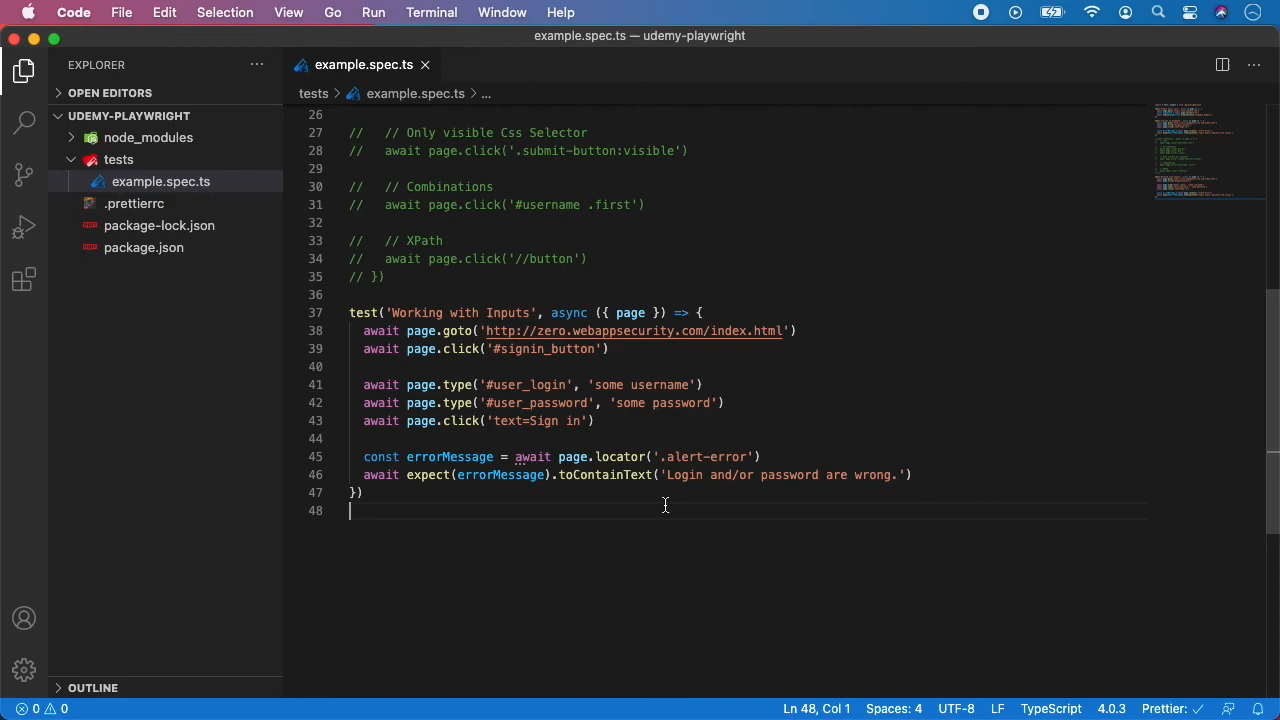 Code File Edit Selection View Go Run Terminal Window Help
example.spec.ts — udemy-playwright
EXPLORER
OPEN EDITORS
UDEMY-PLAYWRIGHT
node_modules
tests
example.spec.ts
.prettierrc
package-lock.json
package.json
OUTLINE
example.spec.ts
tests > example.spec.ts > ...
26
27 // // Only visible Css Selector
28 // await page.click('.submit-button:visible')
29
30 // // Combinations
31 // await page.click('#username .first')
32
33 // // XPath
34 // await page.click('//button')
35 // })
36
37 test('Working with Inputs', async ({ page }) => {
38 await page.goto('http://zero.webappsecurity.com/index.html')
39 await page.click('#signin_button')
40
41 await page.type('#user_login', 'some username')
42 await page.type('#user_password', 'some password')
43 await page.click('text=Sign in')
44
45 const errorMessage = await page.locator('.alert-error')
46 await expect(errorMessage).toContainText('Login and/or password are wrong.')
47 })
48
0 0 Ln 48, Col 1 Spaces: 4 UTF-8 LF TypeScript 4.0.3 Prettier: ✓